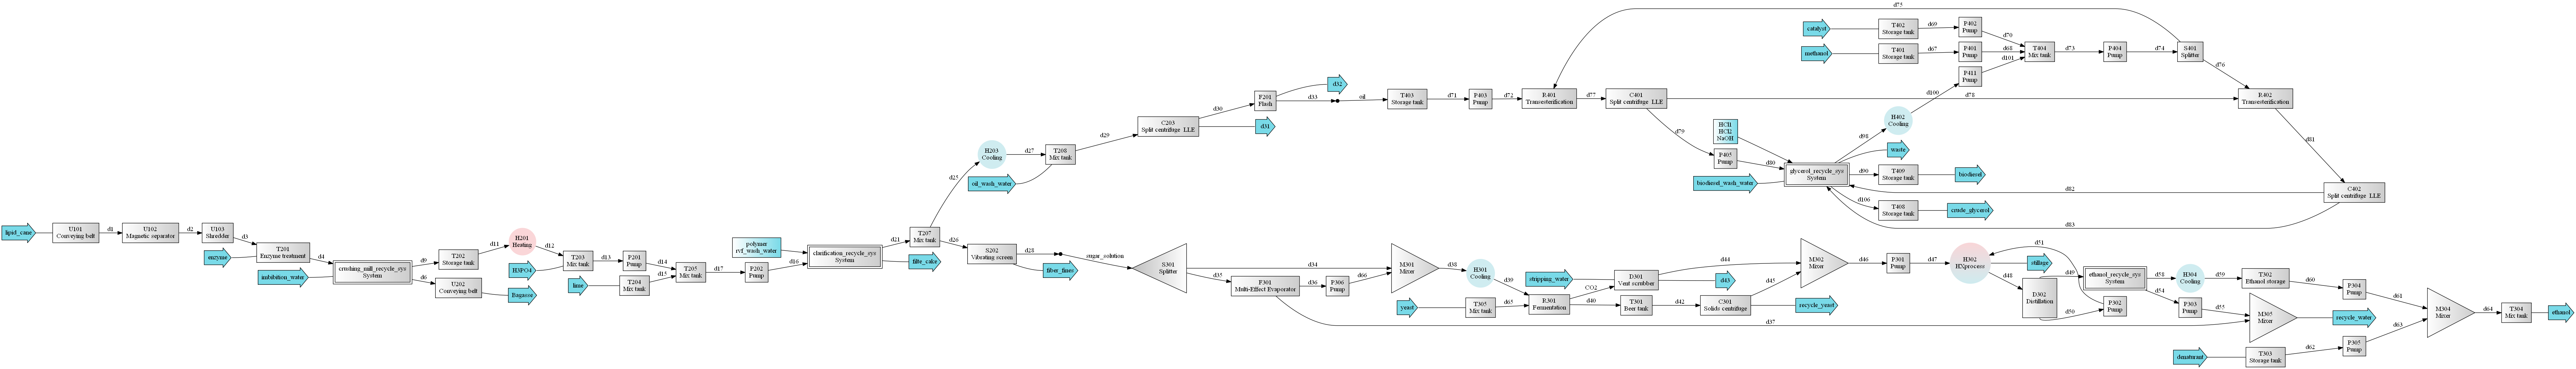 d75
catalyst
T402
Storage tank
d69
P402
Pump
d70
methanol
T401
Storage tank
d67
P401
Pump
d68
T404
Mix tank
d73
P404
Pump
d74
S401
Splitter
d76
P411
Pump
d101
d100
F201
Flash
d32
d33
oil
d30
d31
T403
Storage tank
d71
P403
Pump
d72
R401
Transesterification
d77
C401
Split centrifuge LLE
d78
R402
Transesterification
H402
Cooling
d98
C203
Split centrifuge LLE
d29
HCl1
HCl2
NaOH
d79
P405
Pump
d80
glycerol_recycle_sys
System
waste
d90
T409
Storage tank
biodiesel
biodiesel_wash_water
d106
T408
Storage tank
crude_glycerol
d81
C402
Split centrifuge LLE
d82
d83
H203
Cooling
d27
T208
Mix tank
d25
oil_wash_water
lipid_cane
U101
Conveying belt
d1
U102
Magnetic separator
d2
U103
Shredder
d3
enzyme
T201
Enzyme treatment
d4
imbibition_water
crushing_mill_recycle_sys
System
d9
d6
T202
Storage tank
d11
U202
Conveying belt
Bagasse
H201
Heating
d12
H3PO4
T203
Mix tank
d13
P201
Pump
d14
lime
T204
Mix tank
d15
T205
Mix tank
d17
P202
Pump
d16
polymer
rvf_wash_water
clarification_recycle_sys
System
d21
filte_cake
T207
Mix tank
d26
S202
Vibrating screen
d28
fiber_fines
sugar_solution
S301
Splitter
d34
d35
F301
Multi-Effect Evaporator
d36
P306
Pump
d66
d37
M301
Mixer
d38
H301
Cooling
d39
yeast
T305
Mix tank
d65
R301
Fermentation
CO2
d40
stripping_water
D301
Vent scrubber
d44
d43
T301
Beer tank
d42
C301
Solids centrifuge
d45
recycle_yeast
M302
Mixer
d46
P301
Pump
d47
H302
HXprocess
d51
stillage
d48
d49
D302
Distillation
d50
P302
Pump
ethanol_recycle_sys
System
d58
d54
H304
Cooling
d59
T302
Ethanol storage
d60
P304
Pump
d61
P303
Pump
d55
M305
Mixer
recycle_water
denaturant
T303
Storage tank
d62
P305
Pump
d63
M304
Mixer
d64
T304
Mix tank
ethanol